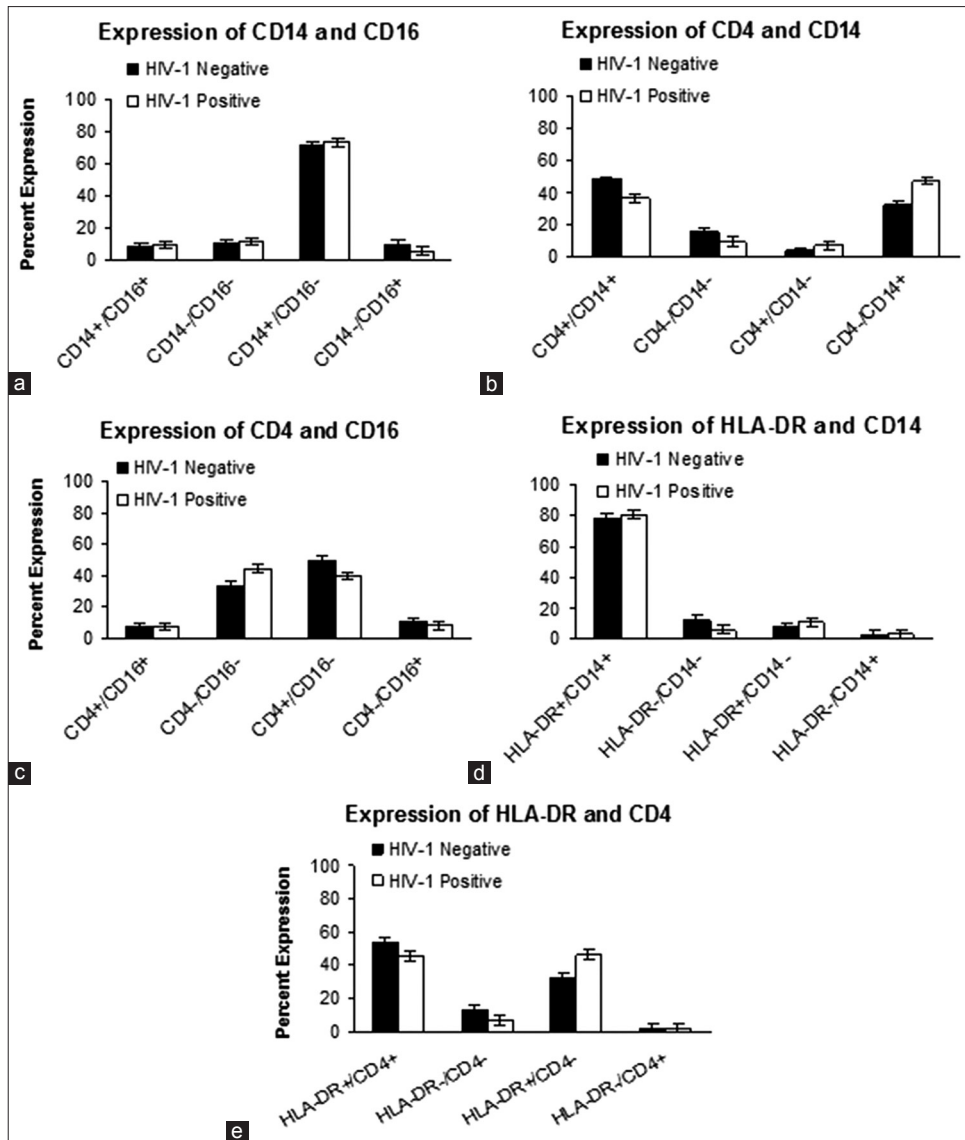 Expression of CD14 and CD16
HIV-1 Negative
HIV-1 Positive
Percent Expression
100
80
60
40
20
0
CD14+/CD16+
CD14-/CD16-
CD14+/CD16-
CD14-/CD16+
a
Expression of CD4 and CD14
HIV-1 Negative
HIV-1 Positive
100
80
60
40
20
0
CD4+/CD14+
CD4-/CD14-
CD4+/CD14-
CD4-/CD14+
b
Expression of CD4 and CD16
HIV-1 Negative
HIV-1 Positive
Percent Expression
100
80
60
40
20
0
CD4+/CD16+
CD4-/CD16-
CD4+/CD16-
CD4-/CD16+
c
Expression of HLA-DR and CD14
HIV-1 Negative
HIV-1 Positive
100
80
60
40
20
0
HLA-DR+/CD14+
HLA-DR-/CD14-
HLA-DR+/CD14-
HLA-DR-/CD14+
d
Expression of HLA-DR and CD4
HIV-1 Negative
HIV-1 Positive
Percent Expression
100
80
60
40
20
0
HLA-DR+/CD4+
HLA-DR-/CD4-
HLA-DR+/CD4-
HLA-DR-/CD4+
e